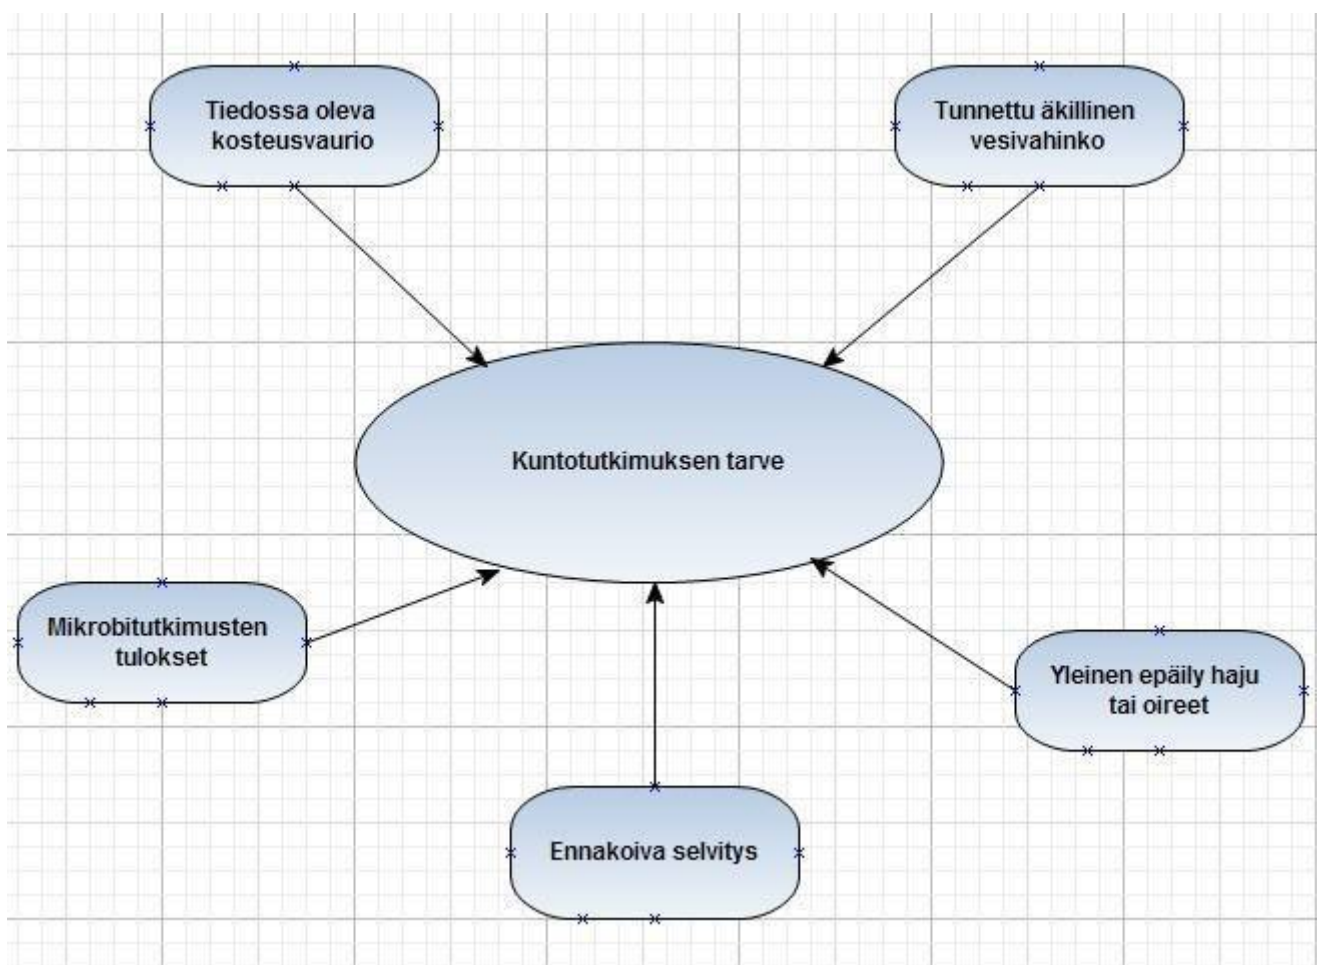 Tiedossa oleva
kosteusvaurio
Tunnettu äkillinen
vesivahinko
Kuntotutkimuksen tarve
Mikrobitutkimusten
tulokset
Yleinen epäily haju
tai oireet
Ennakoiva selvitys